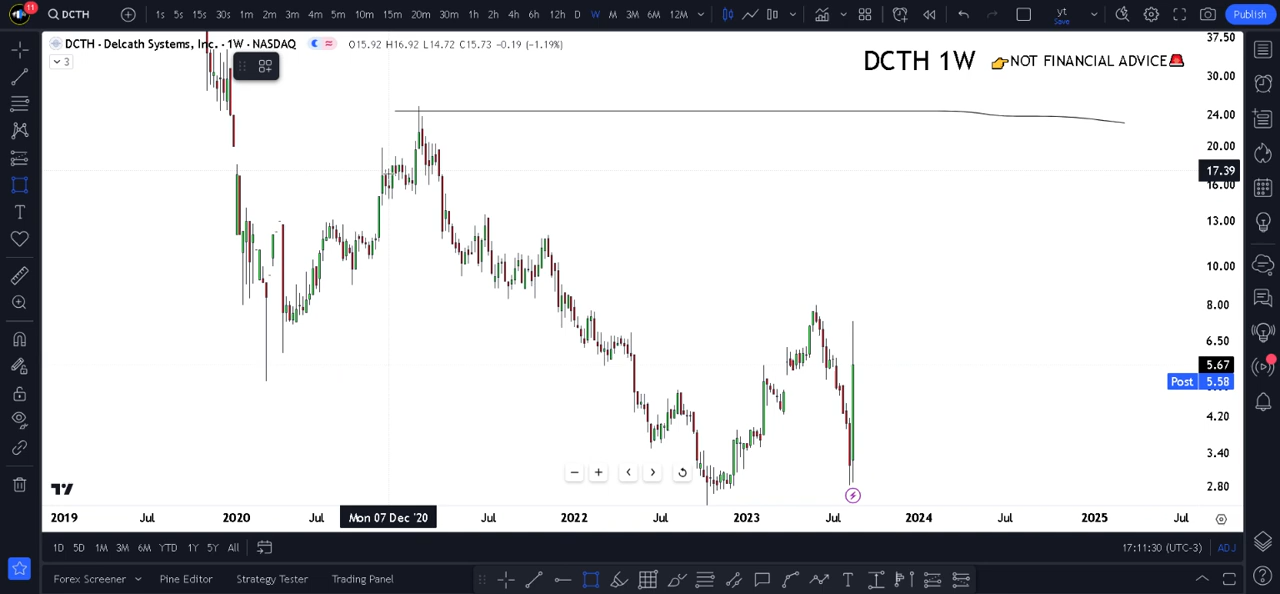 11 DCTH 1s 5s 15s 30s 1m 2m 3m 4m 5m 10m 15m 20m 30m 1h 2h 4h 6h 12h D W M 3M 6M 12M yt Save Publish
DCTH · Delcath Systems, Inc. · 1W · NASDAQ O15.92 H16.92 L14.72 C15.73 -0.19 (-1.19%)
3
DCTH 1W 👉NOT FINANCIAL ADVICE🚨
37.50
30.00
24.00
20.00
17.39
16.00
13.00
10.00
8.00
6.50
5.67
Post 5.58
4.20
3.40
2.80
2019 Jul 2020 Jul Mon 07 Dec '20 Jul 2022 Jul 2023 Jul 2024 Jul 2025 Jul
1D 5D 1M 3M 6M YTD 1Y 5Y All 17:11:30 (UTC-3) ADJ
Forex Screener Pine Editor Strategy Tester Trading Panel